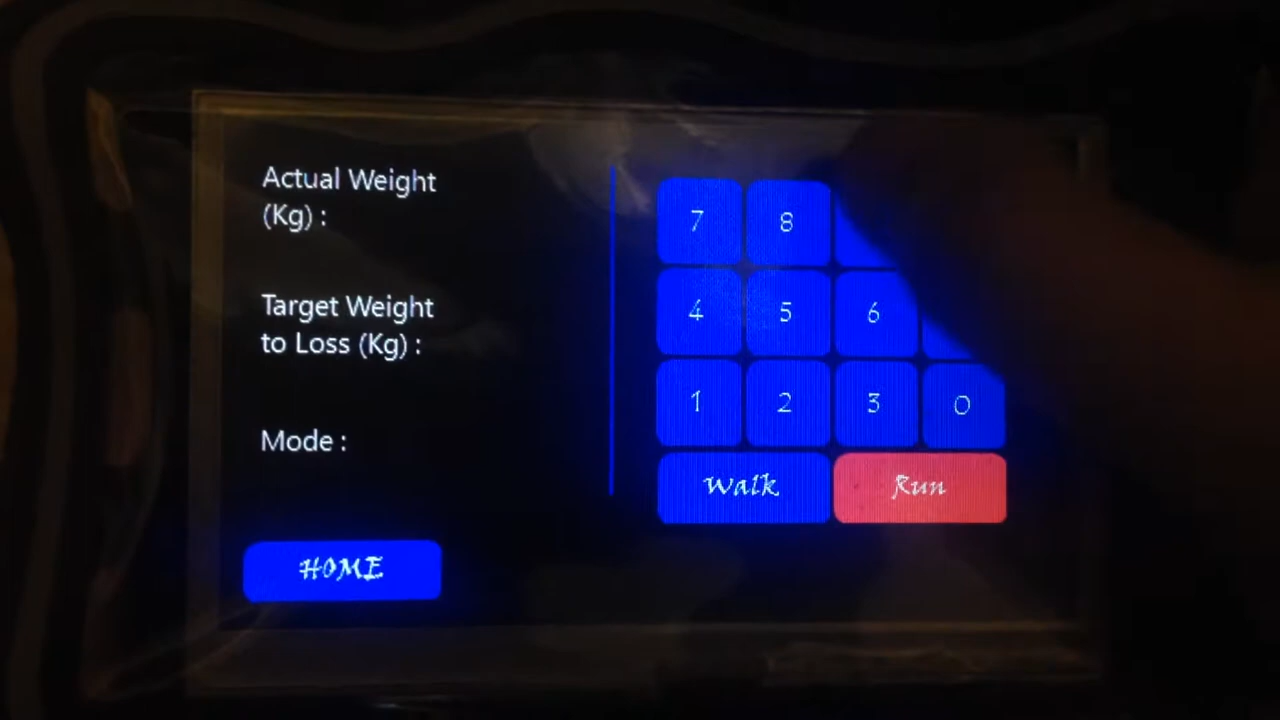 Actual Weight
(Kg) :
Target Weight
to Loss (Kg) :
Mode :
HOME
7 8
4 5 6
1 2 3 0
Walk Run